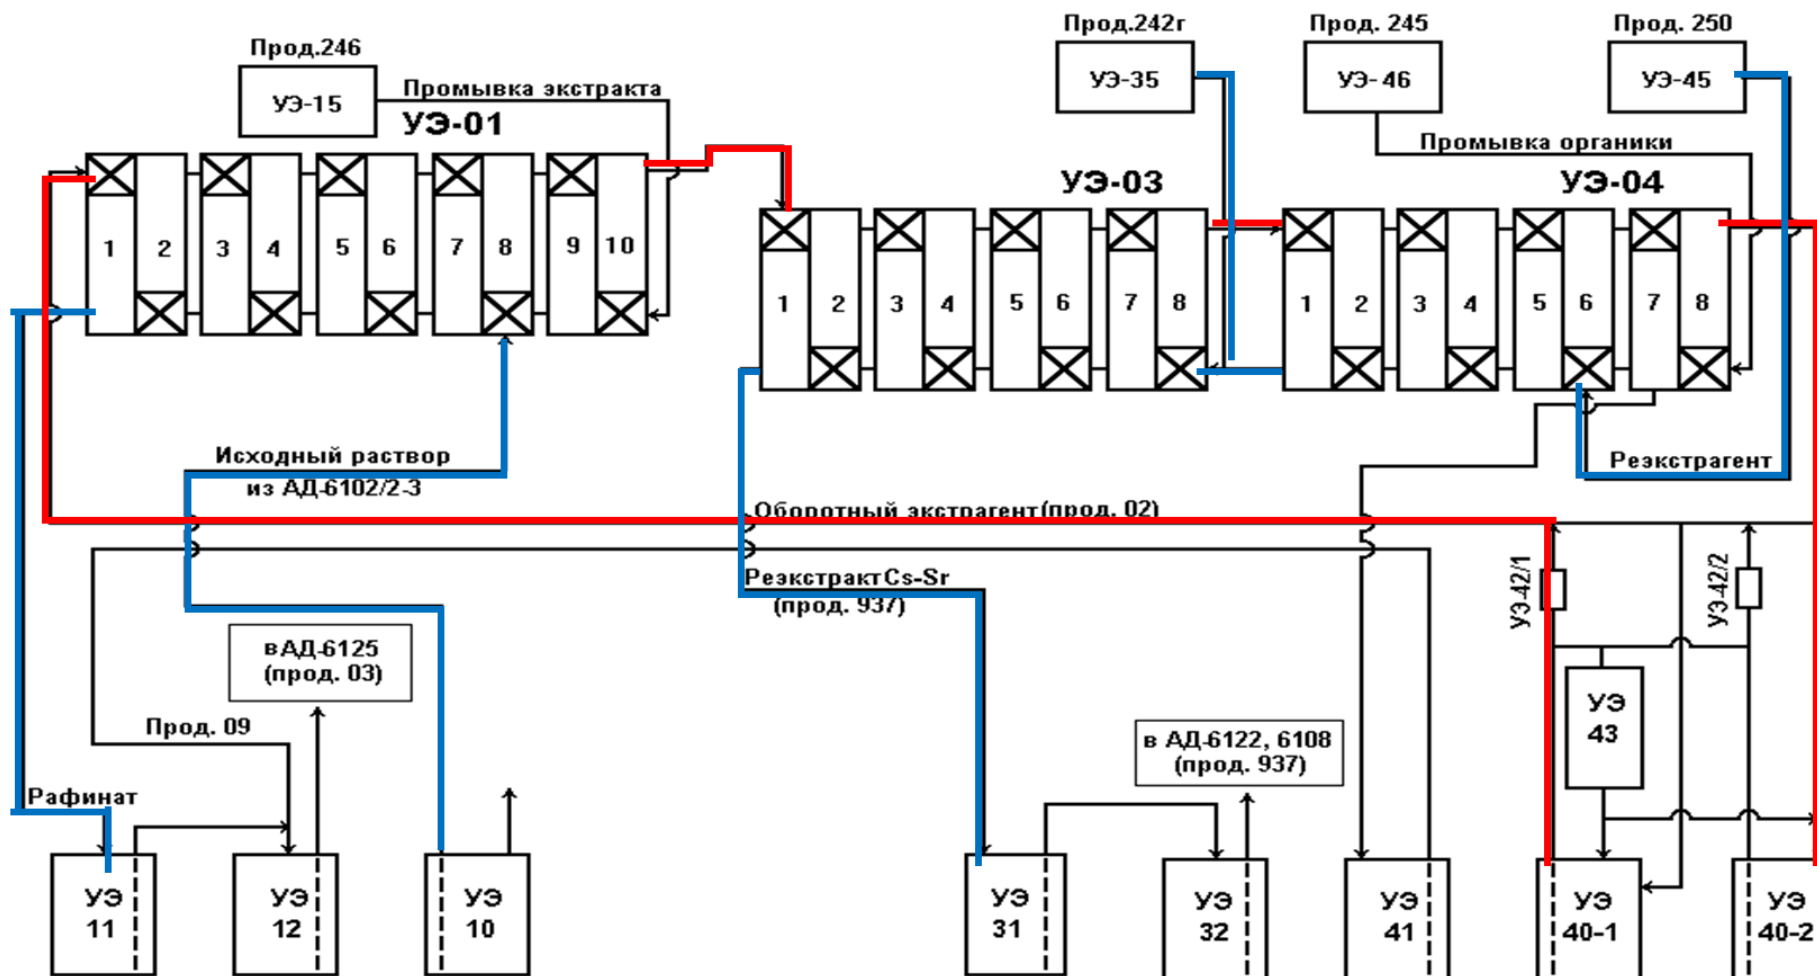 Прод.246
Прод.242г
Прод. 245
Прод. 250
УЭ-15
Промывка экстракта
УЭ-01
УЭ-35
УЭ-46
УЭ-45
Промывка органики
УЭ-03
УЭ-04
1 2 3 4 5 6 7 8 9 10
1 2 3 4 5 6 7 8
1 2 3 4 5 6 7 8
Исходный раствор
из АД-6102/2-3
Реэкстрагент
Оборотный экстрагент(прод. 02)
РеэкстрактCs-Sr
(прод. 937)
УЭ-42/1
УЭ-42/2
вАД-6125
(прод. 03)
Прод. 09
УЭ
43
в АД-6122, 6108
(прод. 937)
Рафинат
УЭ
11
УЭ
12
УЭ
10
УЭ
31
УЭ
32
УЭ
41
УЭ
40-1
УЭ
40-2